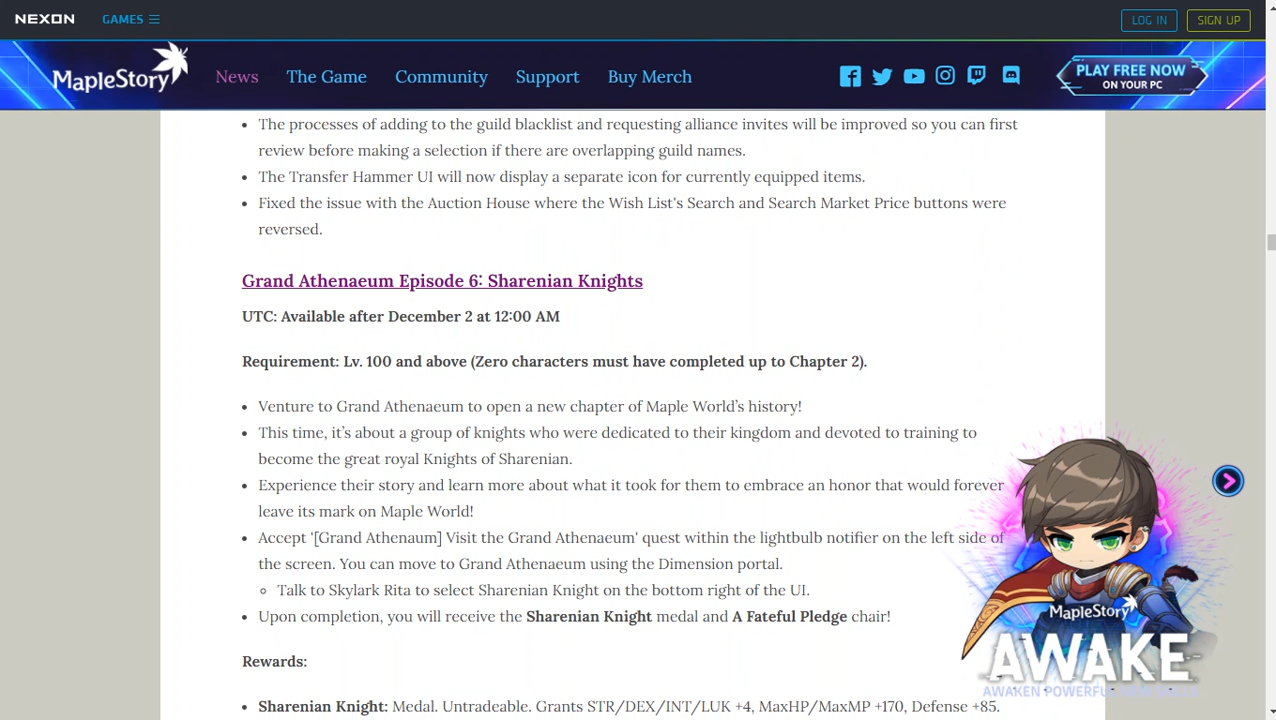 NEXON
GAMES
LOG IN
SIGN UP
MapleStory
News
The Game
Community
Support
Buy Merch
PLAY FREE NOW
ON YOUR PC
• The processes of adding to the guild blacklist and requesting alliance invites will be improved so you can first
review before making a selection if there are overlapping guild names.
• The Transfer Hammer UI will now display a separate icon for currently equipped items.
• Fixed the issue with the Auction House where the Wish List's Search and Search Market Price buttons were
reversed.
Grand Athenaeum Episode 6: Sharenian Knights
UTC: Available after December 2 at 12:00 AM
Requirement: Lv. 100 and above (Zero characters must have completed up to Chapter 2).
• Venture to Grand Athenaeum to open a new chapter of Maple World’s history!
• This time, it’s about a group of knights who were dedicated to their kingdom and devoted to training to
become the great royal Knights of Sharenian.
• Experience their story and learn more about what it took for them to embrace an honor that would forever
leave its mark on Maple World!
• Accept '[Grand Athenaum] Visit the Grand Athenaeum' quest within the lightbulb notifier on the left side of
the screen. You can move to Grand Athenaeum using the Dimension portal.
◦ Talk to Skylark Rita to select Sharenian Knight on the bottom right of the UI.
• Upon completion, you will receive the Sharenian Knight medal and A Fateful Pledge chair!
Rewards:
• Sharenian Knight: Medal. Untradeable. Grants STR/DEX/INT/LUK +4, MaxHP/MaxMP +170, Defense +85.
MapleStory
AWAKE
AWAKEN POWERFUL NEW SKILLS